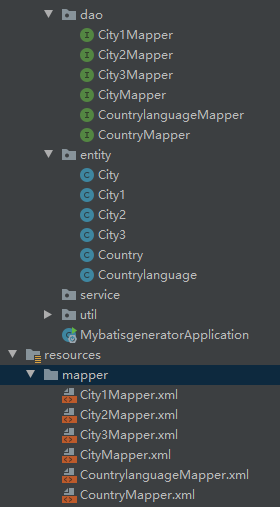 dao
City1Mapper
City2Mapper
City3Mapper
CityMapper
CountrylanguageMapper
CountryMapper
entity
City
City1
City2
City3
Country
Countrylanguage
service
util
MybatisgeneratorApplication
resources
mapper
City1Mapper.xml
City2Mapper.xml
City3Mapper.xml
CityMapper.xml
CountrylanguageMapper.xml
CountryMapper.xml